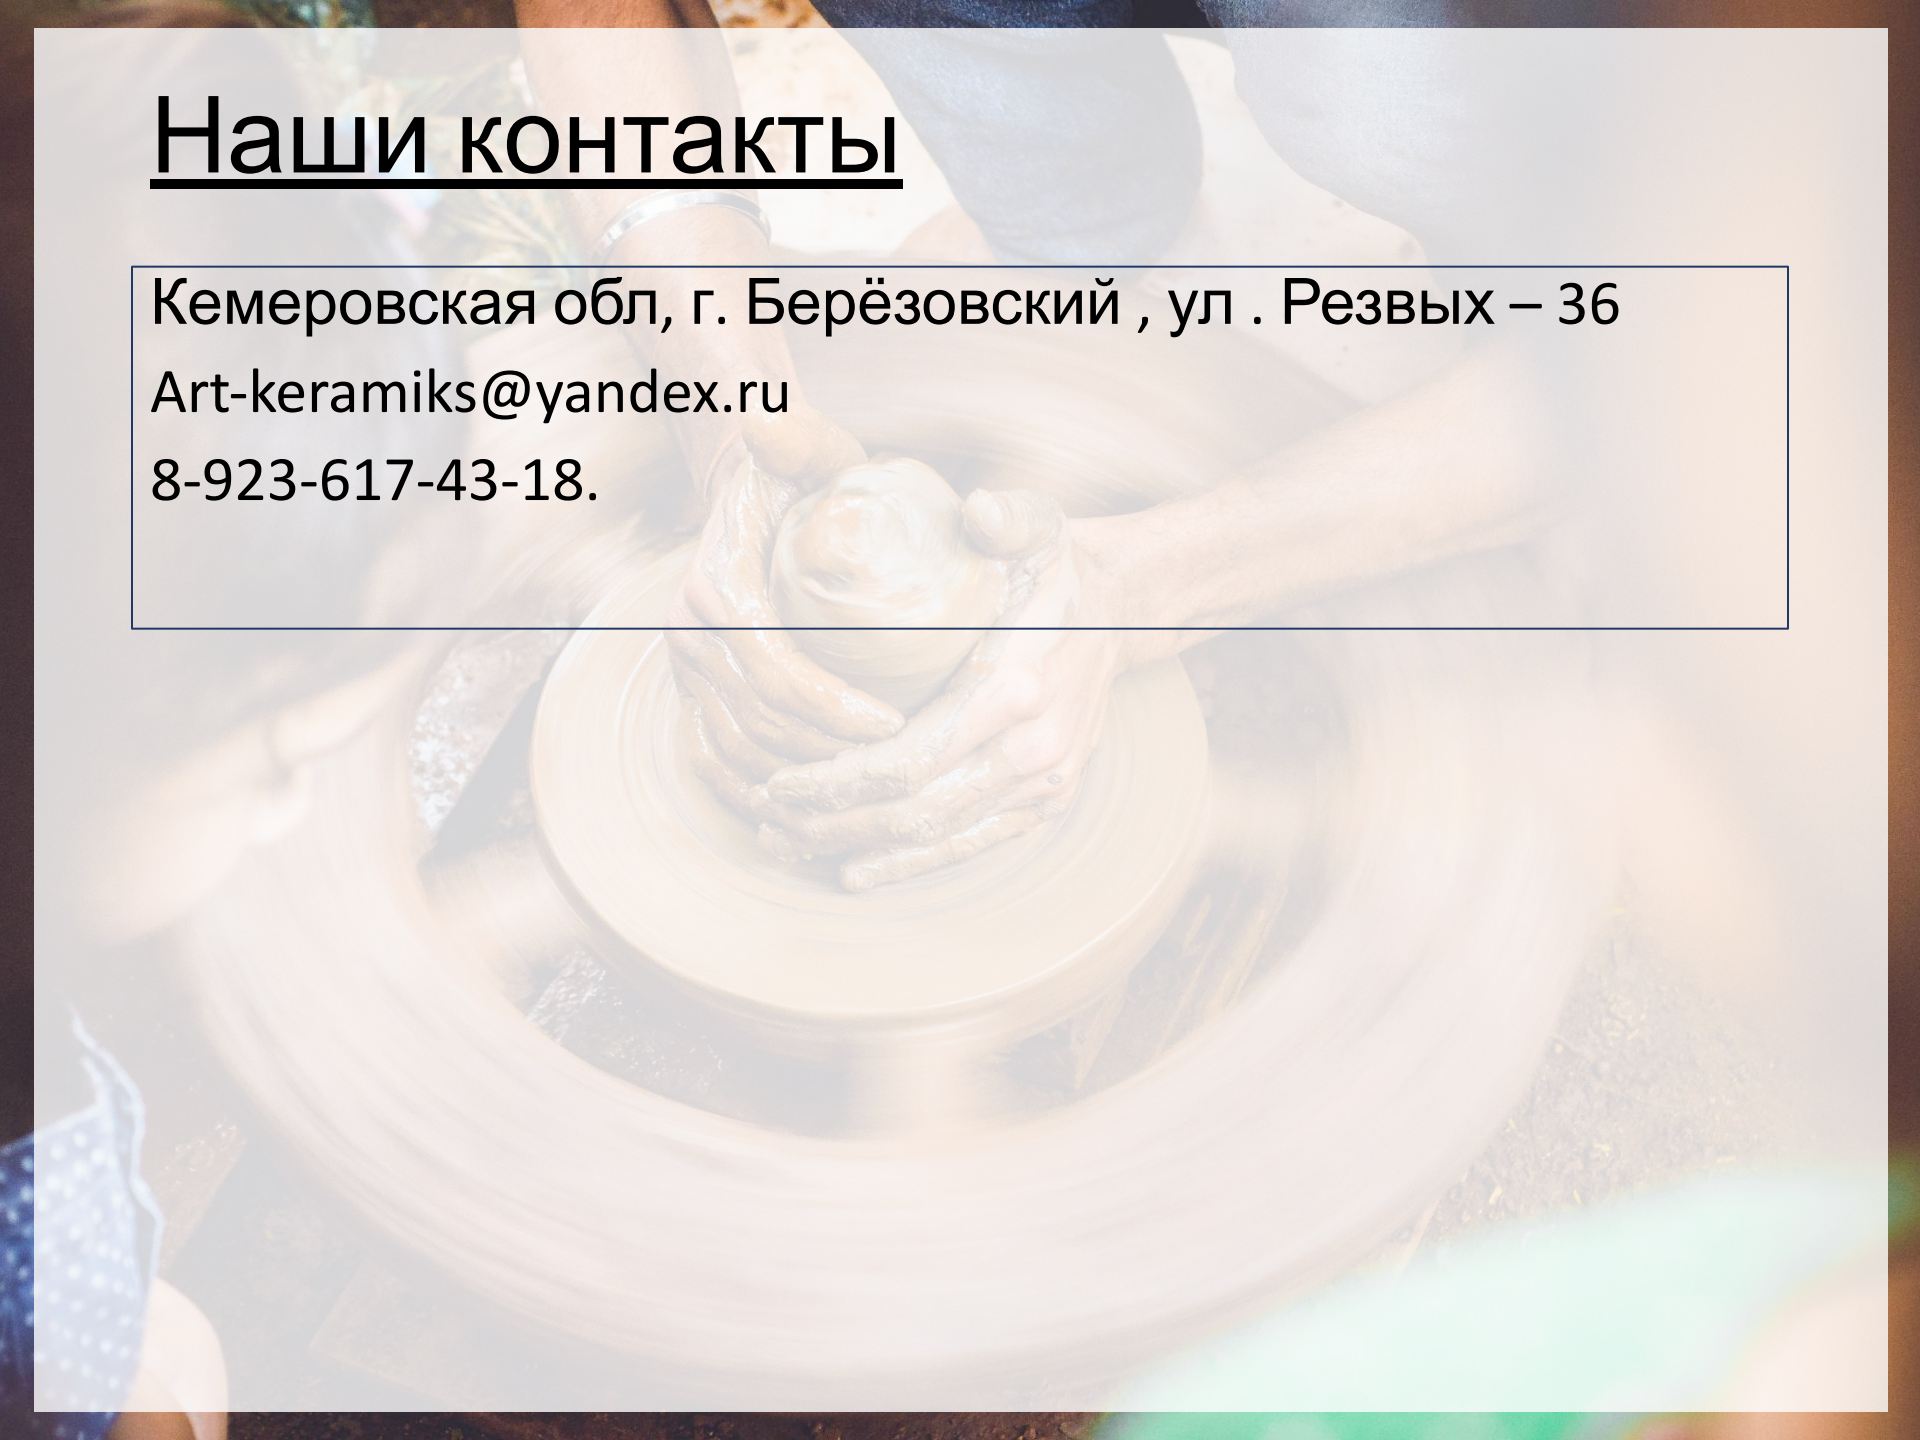 Наши контакты
Кемеровская обл, г. Берёзовский , ул . Резвых – 36
Art-keramiks@yandex.ru
8-923-617-43-18.